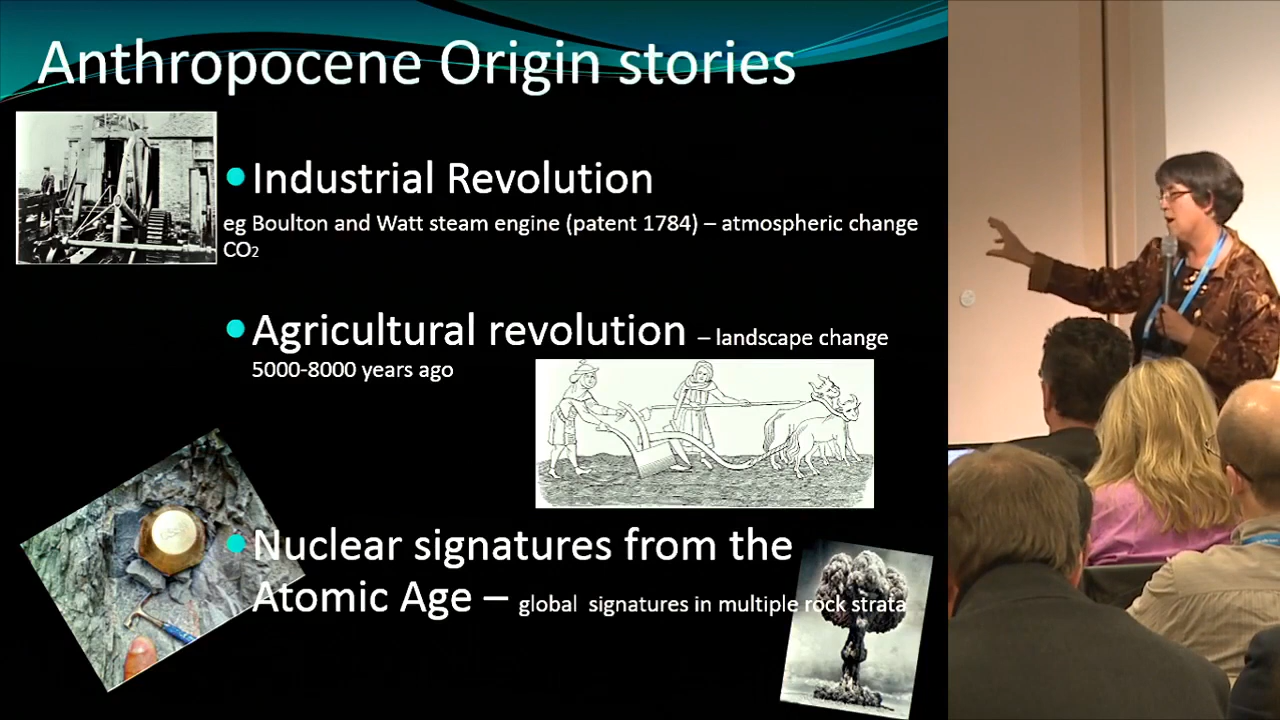 Anthropocene Origin stories
Industrial Revolution
eg Boulton and Watt steam engine (patent 1784) – atmospheric change
CO2
Agricultural revolution – landscape change
5000-8000 years ago
Nuclear signatures from the
Atomic Age – global signatures in multiple rock strata